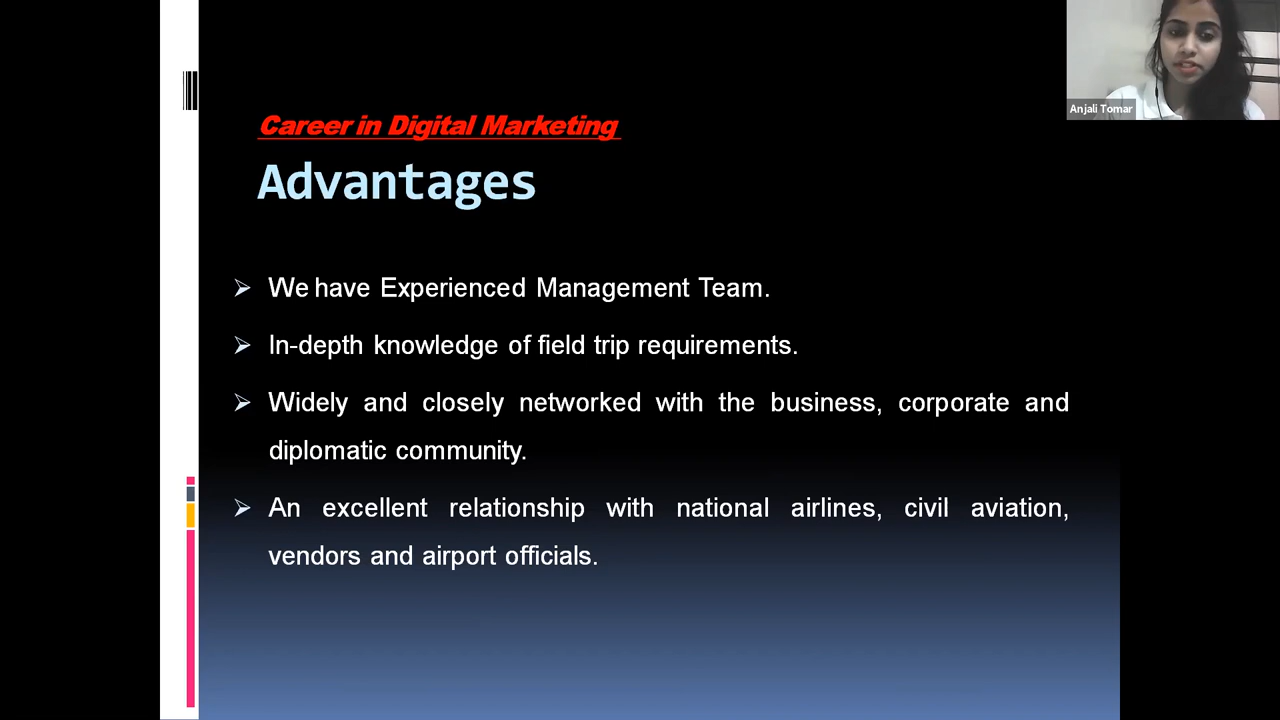 Anjali Tomar
Career in Digital Marketing
Advantages
We have Experienced Management Team.
In-depth knowledge of field trip requirements.
Widely and closely networked with the business, corporate and
diplomatic community.
An excellent relationship with national airlines, civil aviation,
vendors and airport officials.